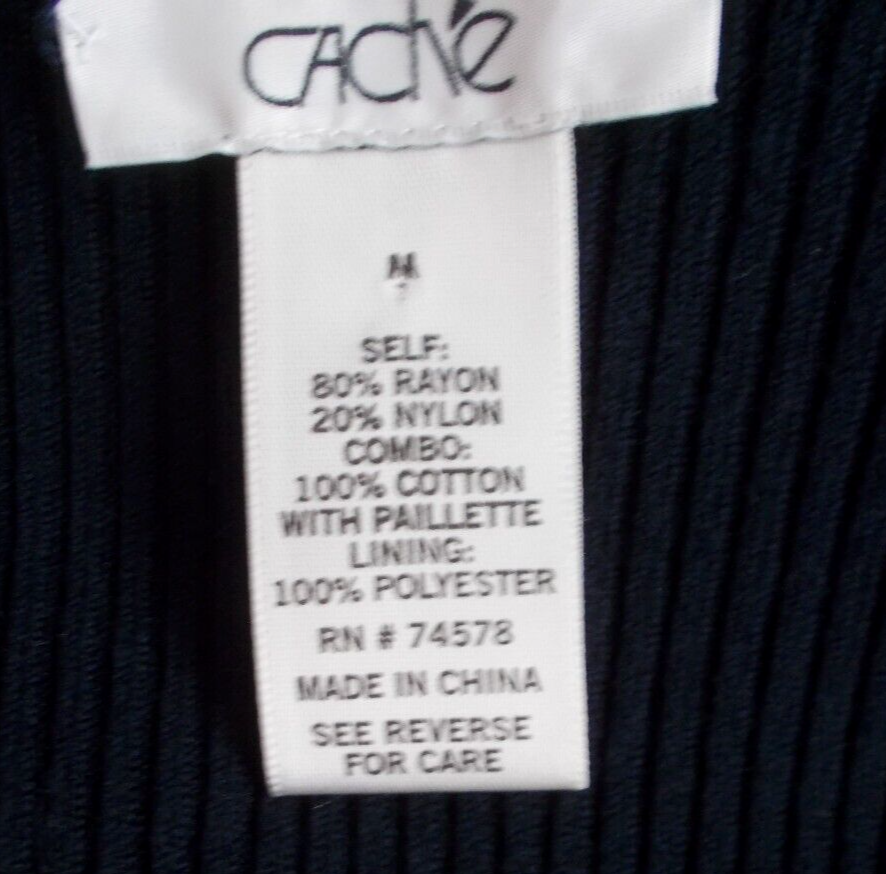 CACHé
M
SELF:
80% RAYON
20% NYLON
COMBO:
100% COTTON
WITH PAILLETTE
LINING:
100% POLYESTER
RN # 74578
MADE IN CHINA
SEE REVERSE
FOR CARE